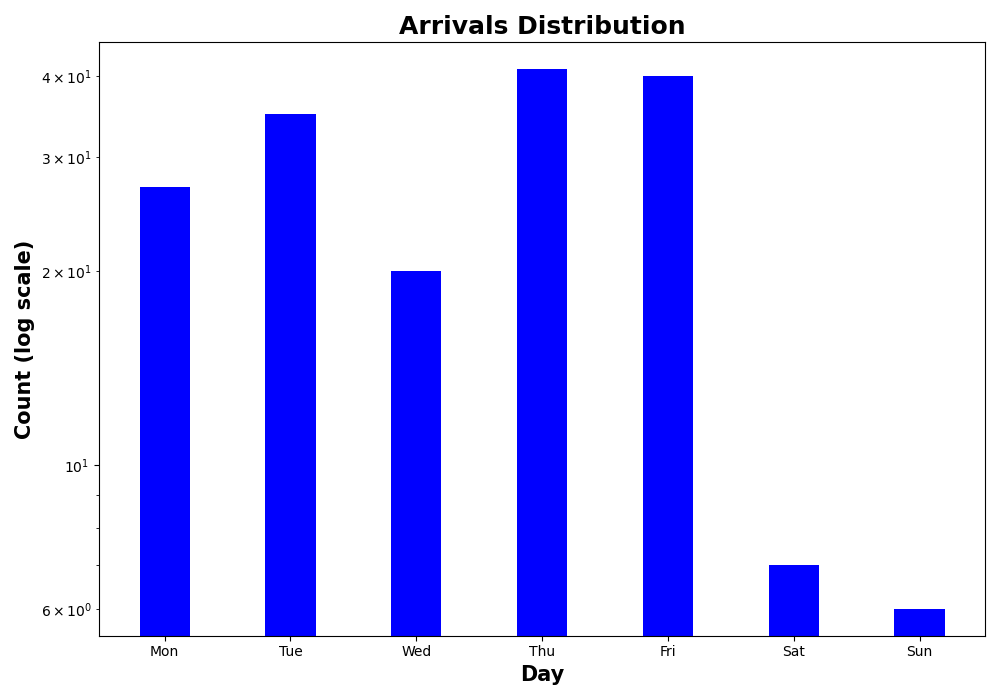 Arrivals Distribution
Count (log scale)
4 × 10¹
3 × 10¹
2 × 10¹
10¹
6 × 10⁰
Mon Tue Wed Thu Fri Sat Sun
Day